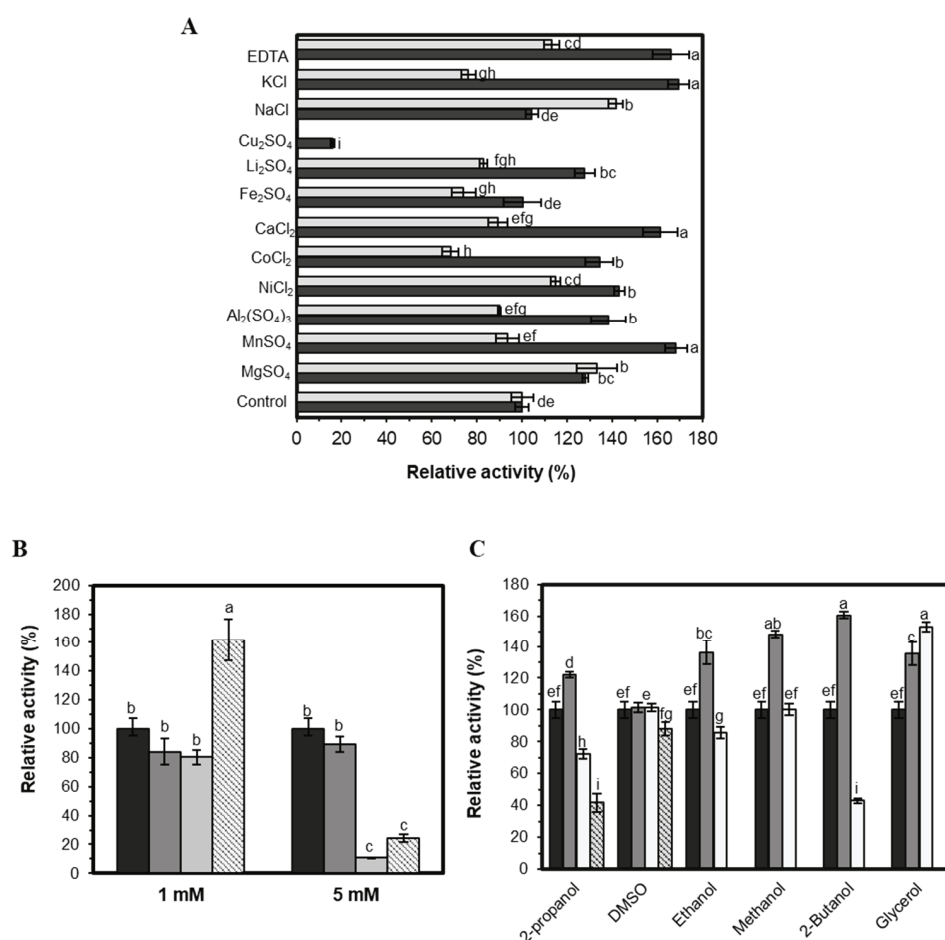 A
EDTA
cd
a
KCl
gh
a
NaCl
b
de
Cu₂SO₄
i
Li₂SO₄
fgh
bc
Fe₂SO₄
gh
de
CaCl₂
efg
a
CoCl₂
h
b
NiCl₂
cd
b
Al₂(SO₄)₃
efg
b
MnSO₄
ef
a
MgSO₄
b
bc
Control
de
0 20 40 60 80 100 120 140 160 180
Relative activity (%)
B
Relative activity (%)
200
180
160
140
120
100
80
60
40
20
0
b b b a
b b c c
1 mM 5 mM
C
Relative activity (%)
180
160
140
120
100
80
60
40
20
0
ef d h i
ef e fg
ef bc g
ef ab ef
ef a i
ef c a
2-propanol DMSO Ethanol Methanol 2-Butanol Glycerol